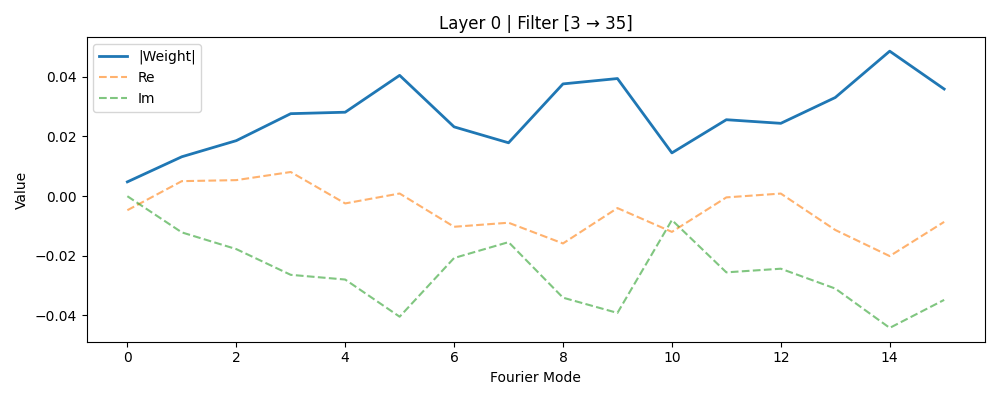 Layer 0 | Filter [3 → 35]
|Weight|
Re
Im
Value
0.04
0.02
0.00
−0.02
−0.04
0 2 4 6 8 10 12 14
Fourier Mode